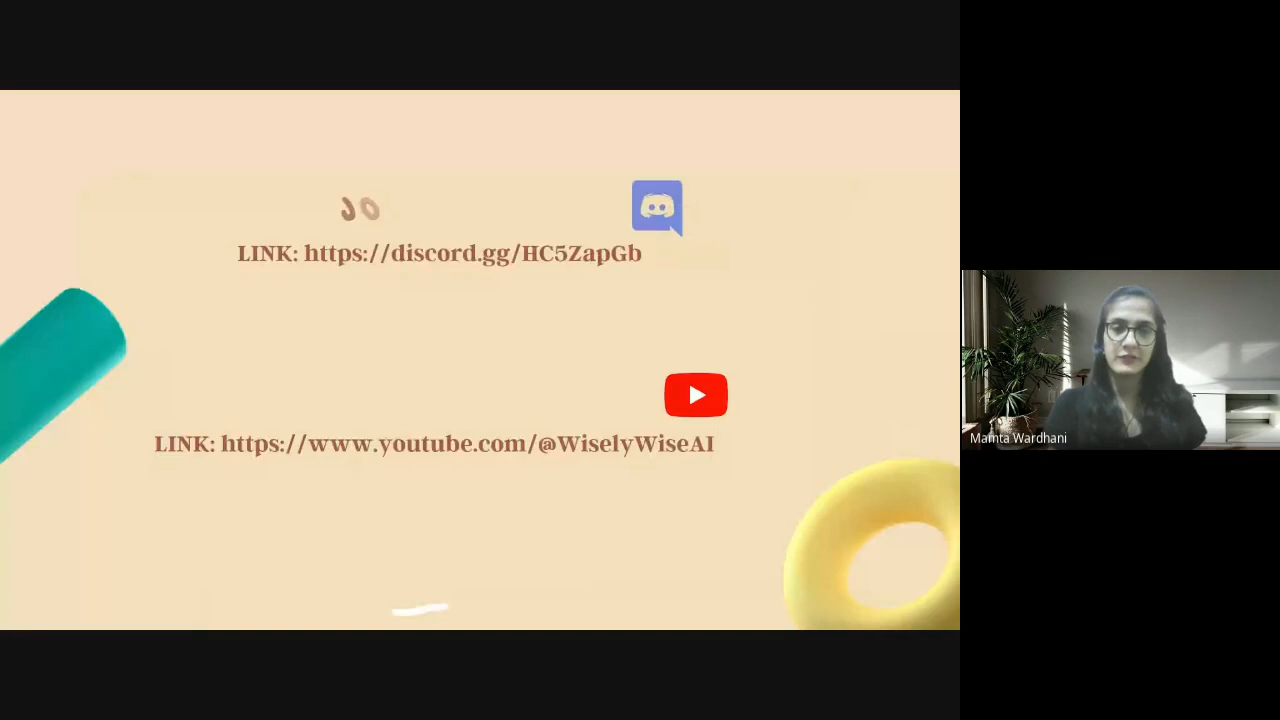 LINK: https://discord.gg/HC5ZapGb
LINK: https://www.youtube.com/@WiselyWiseAI
Mamta Wardhani